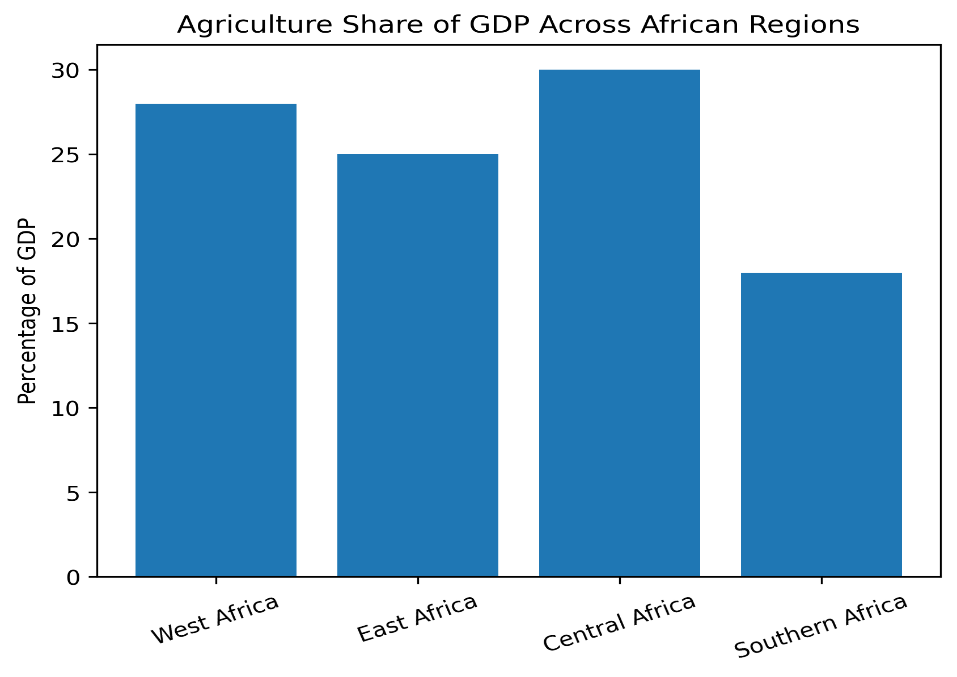 Agriculture Share of GDP Across African Regions
Percentage of GDP
30
25
20
15
10
5
0
West Africa
East Africa
Central Africa
Southern Africa